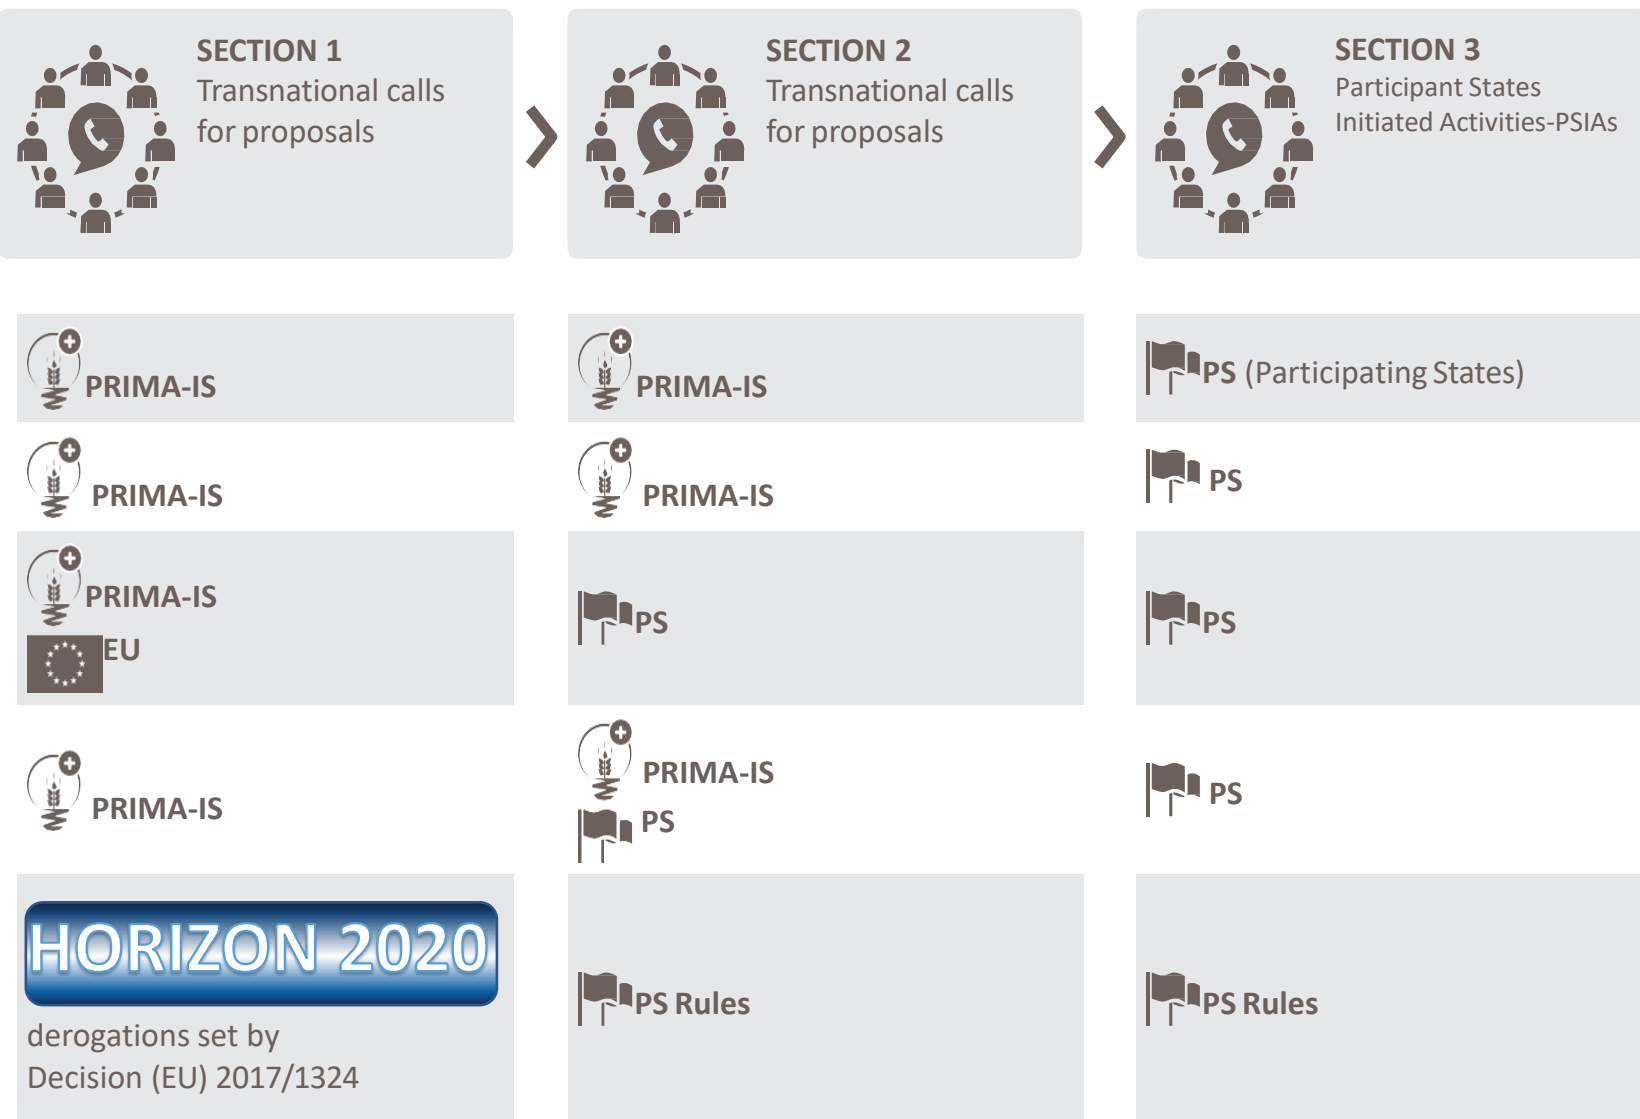 SECTION 1
Transnational calls
for proposals
SECTION 2
Transnational calls
for proposals
SECTION 3
Participant States
Initiated Activities-PSIAs
PRIMA-IS
PRIMA-IS
PS (Participating States)
PRIMA-IS
PRIMA-IS
PS
PRIMA-IS
EU
PS
PS
PRIMA-IS
PRIMA-IS
PS
PS
HORIZON 2020
derogations set by
Decision (EU) 2017/1324
PS Rules
PS Rules